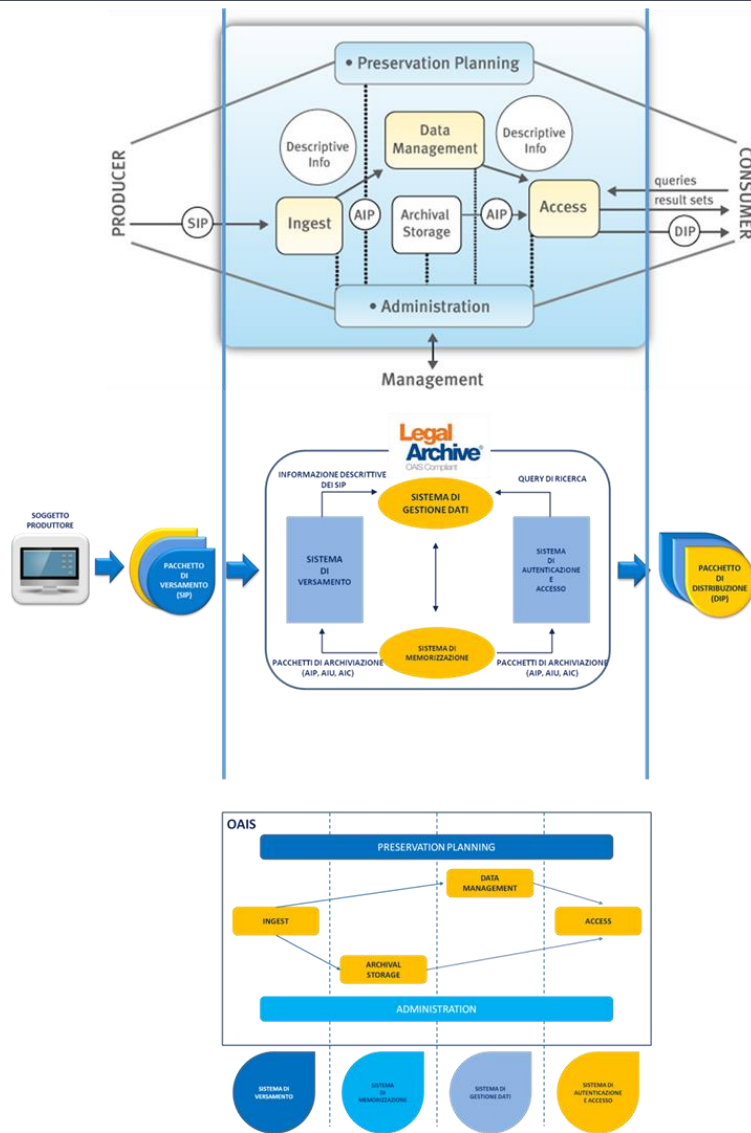 • Preservation Planning
PRODUCER
CONSUMER
Descriptive
Info
Data
Management
Descriptive
Info
queries
result sets
SIP
Ingest
AIP
Archival
Storage
AIP
Access
DIP
• Administration
Management
Legal
Archive®
OAIS Compliant
INFORMAZIONE DESCRITTIVE
DEI SIP
QUERY DI RICERCA
SISTEMA DI
GESTIONE DATI
SOGGETTO
PRODUTTORE
PACCHETTO
DI
VERSAMENTO
(SIP)
SISTEMA
DI
VERSAMENTO
SISTEMA
DI
AUTENTICAZIONE
E
ACCESSO
PACCHETTO
DI
DISTRIBUZIONE
(DIP)
SISTEMA DI
MEMORIZZAZIONE
PACCHETTI DI ARCHIVIAZIONE
(AIP, AIU, AIC)
PACCHETTI DI ARCHIVIAZIONE
(AIP, AIU, AIC)
OAIS
PRESERVATION PLANNING
DATA
MANAGEMENT
INGEST
ACCESS
ARCHIVAL
STORAGE
ADMINISTRATION
SISTEMA DI
VERSAMENTO
SISTEMA
DI
MEMORIZZAZIONE
SISTEMA DI
GESTIONE DATI
SISTEMA DI
AUTENTICAZIONE
E ACCESSO